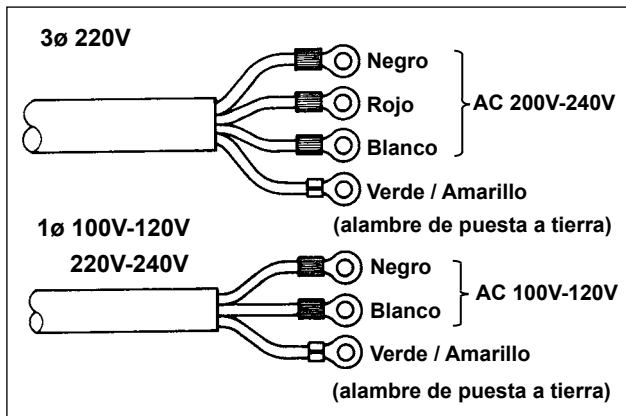 3ø 220V
Negro
Rojo
Blanco
AC 200V-240V
Verde / Amarillo
(alambre de puesta a tierra)
1ø 100V-120V
220V-240V
Negro
Blanco
AC 100V-120V
Verde / Amarillo
(alambre de puesta a tierra)